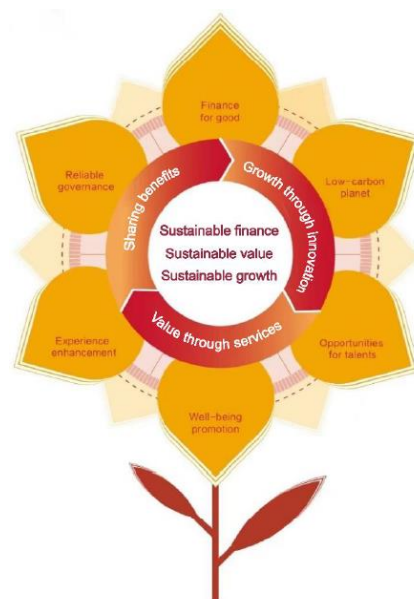 Finance
for good
Reliable
governance
Low-carbon
planet
Sharing benefits
Growth through innovation
Sustainable finance
Sustainable value
Sustainable growth
Value through services
Experience
enhancement
Opportunities
for talents
Well-being
promotion